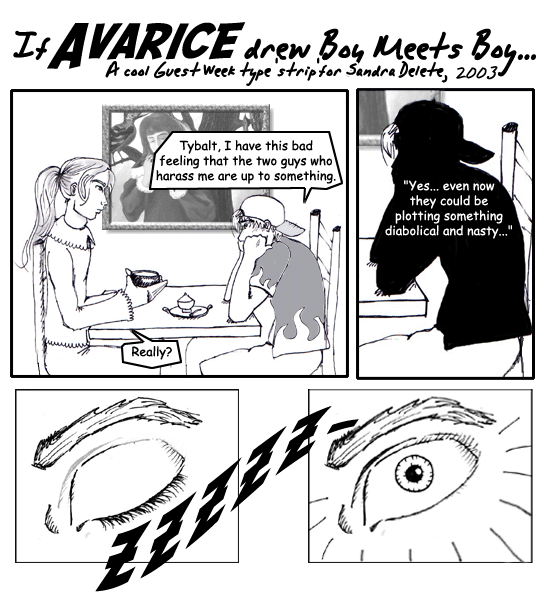 If AVARICE drew Boy Meets Boy...
A cool Guest Week type 'strip' for Sandra Delete, 2003
Tybalt, I have this bad
feeling that the two guys who
harass me are up to something.
Really?
"Yes... even now
they could be
plotting something
diabolical and nasty..."
ZZZZZZ-